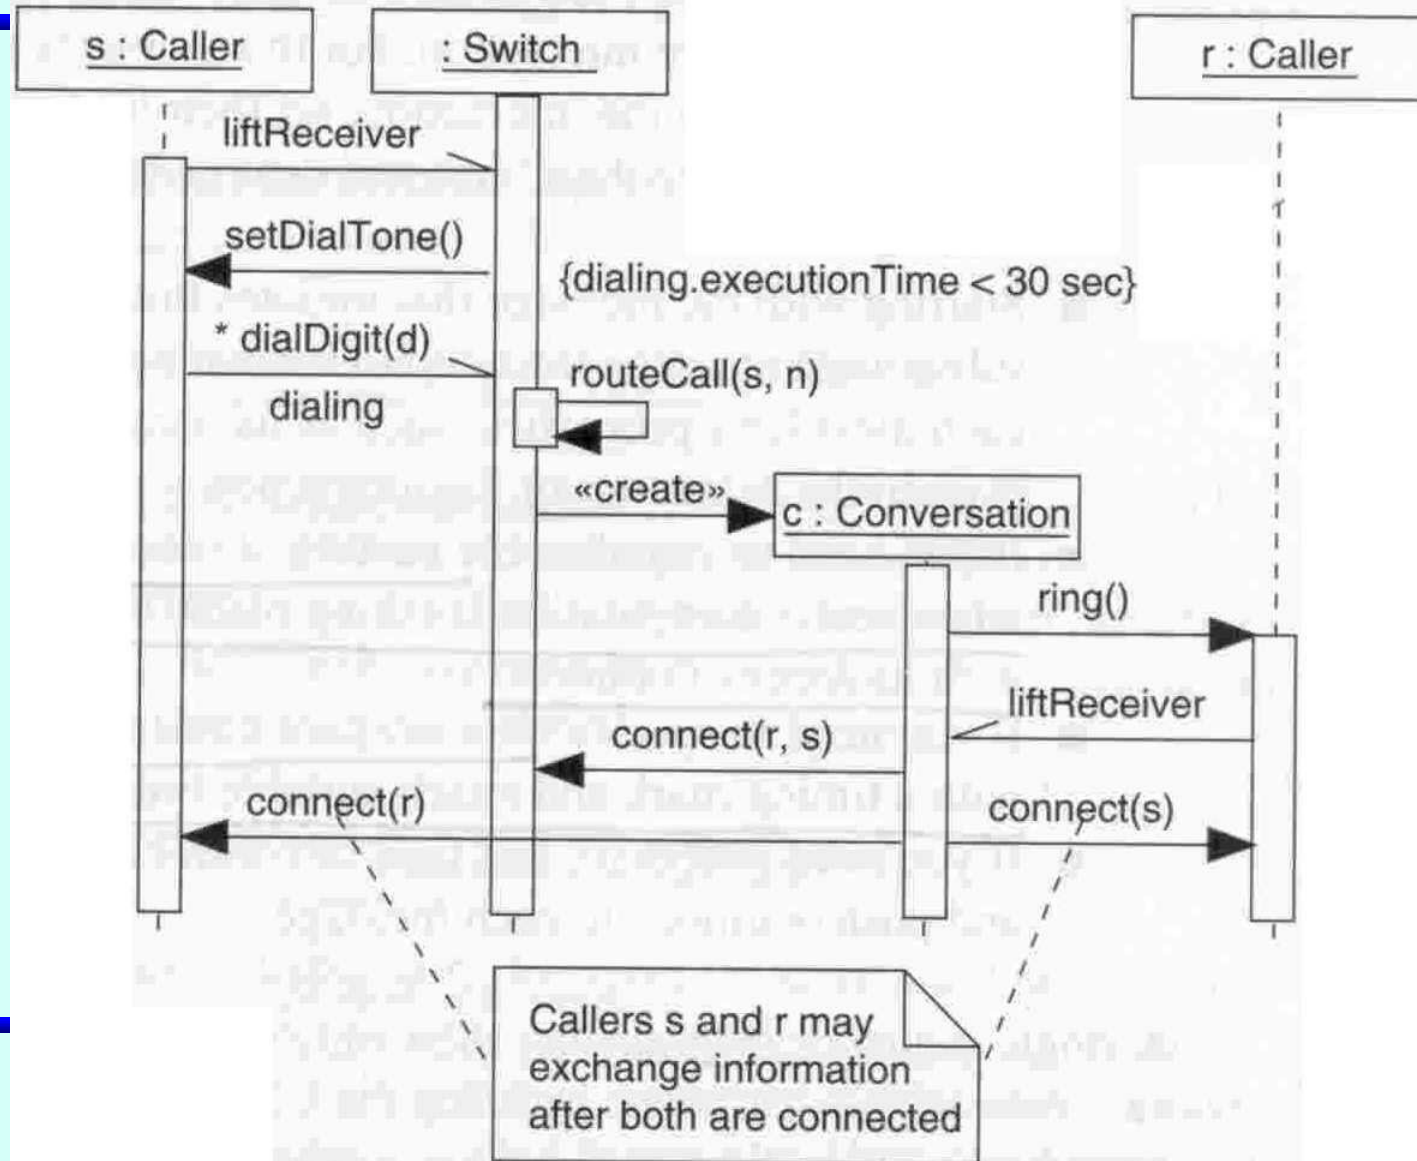 s : Caller
: Switch
r : Caller
liftReceiver
setDialTone()
{dialing.executionTime < 30 sec}
* dialDigit(d)
routeCall(s, n)
dialing
«create»
c : Conversation
ring()
liftReceiver
connect(r, s)
connect(r)
connect(s)
Callers s and r may
exchange information
after both are connected